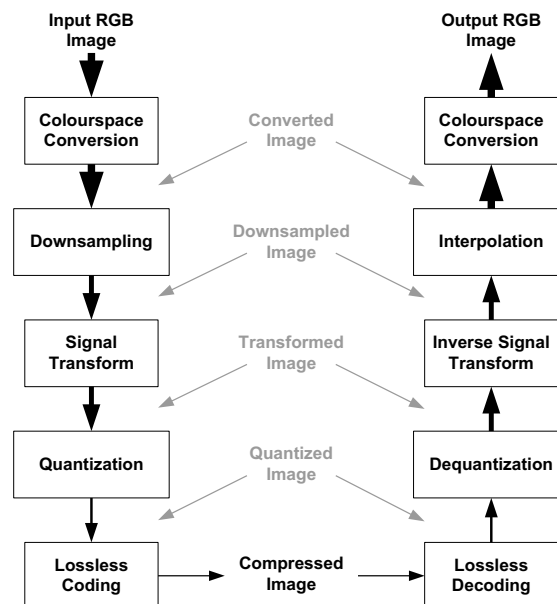 Input RGB
Image
Output RGB
Image
Colourspace
Conversion
Converted
Image
Colourspace
Conversion
Downsampling
Downsampled
Image
Interpolation
Signal
Transform
Transformed
Image
Inverse Signal
Transform
Quantization
Quantized
Image
Dequantization
Lossless
Coding
Compressed
Image
Lossless
Decoding